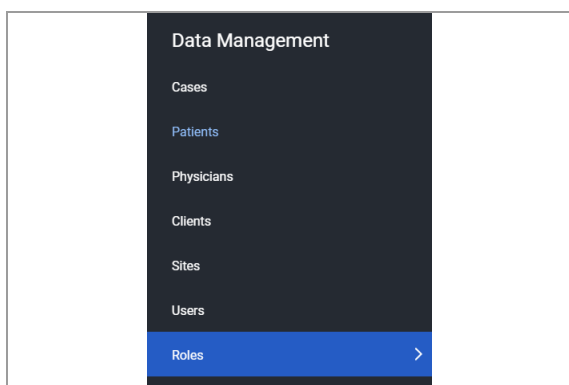 Data Management
Cases
Patients
Physicians
Clients
Sites
Users
Roles